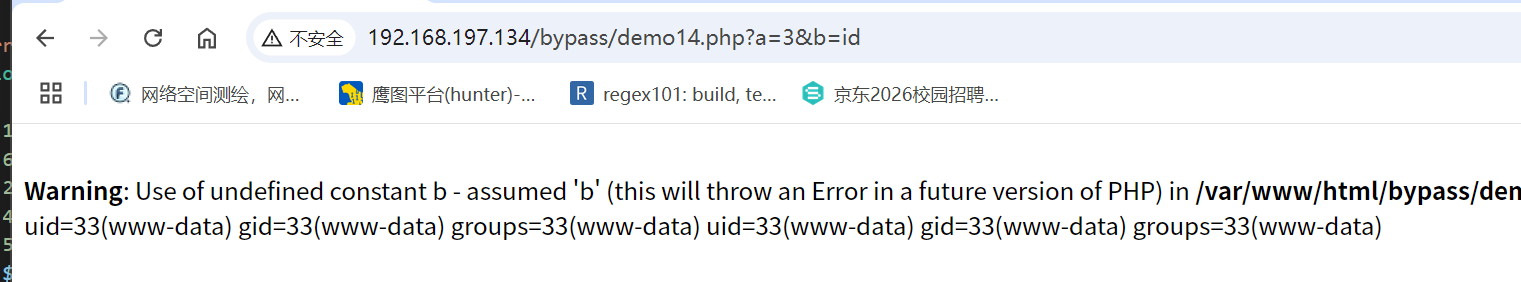 不安全 192.168.197.134/bypass/demo14.php?a=3&b=id
网络空间测绘，网... 鹰图平台(hunter)-... R regex101: build, te... 京东2026校园招聘...
Warning: Use of undefined constant b - assumed 'b' (this will throw an Error in a future version of PHP) in /var/www/html/bypass/den
uid=33(www-data) gid=33(www-data) groups=33(www-data) uid=33(www-data) gid=33(www-data) groups=33(www-data)